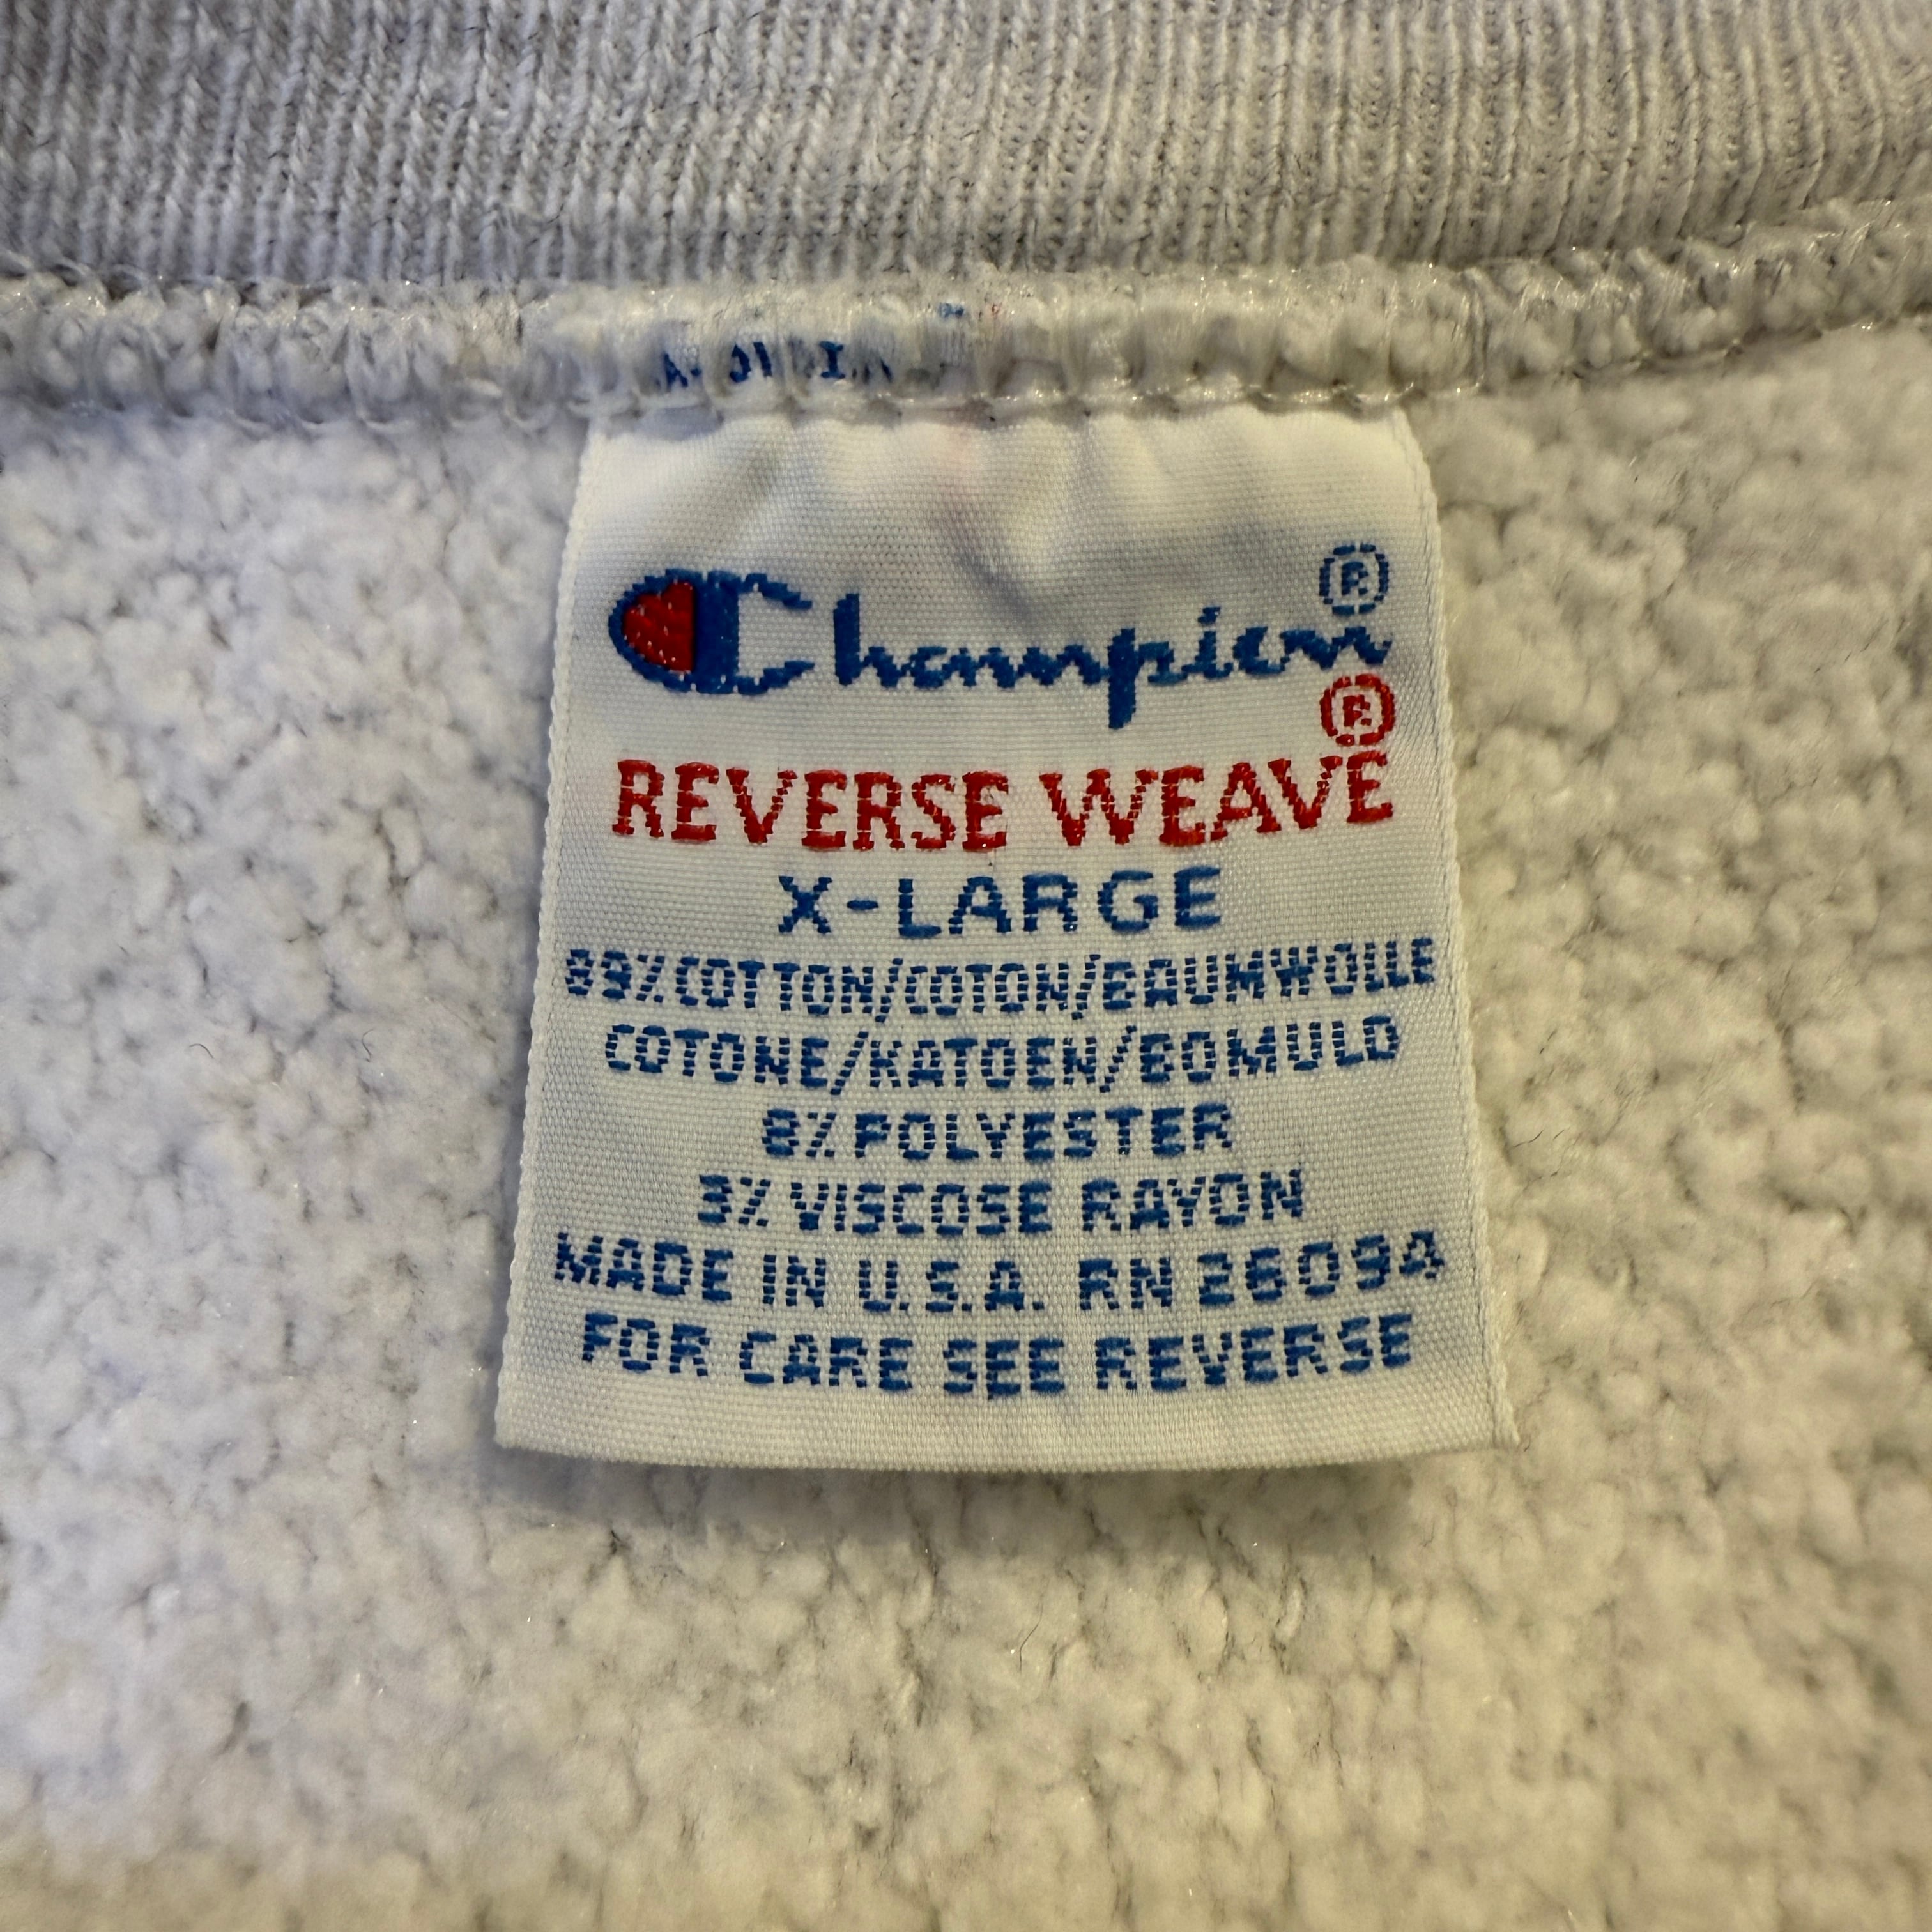 Champion®
REVERSE WEAVE®
X-LARGE
89% COTTON/COTON/BAUMWOLLE
COTONE/KATOEN/BOMULD
8% POLYESTER
3% VISCOSE RAYON
MADE IN U.S.A. RN 26094
FOR CARE SEE REVERSE